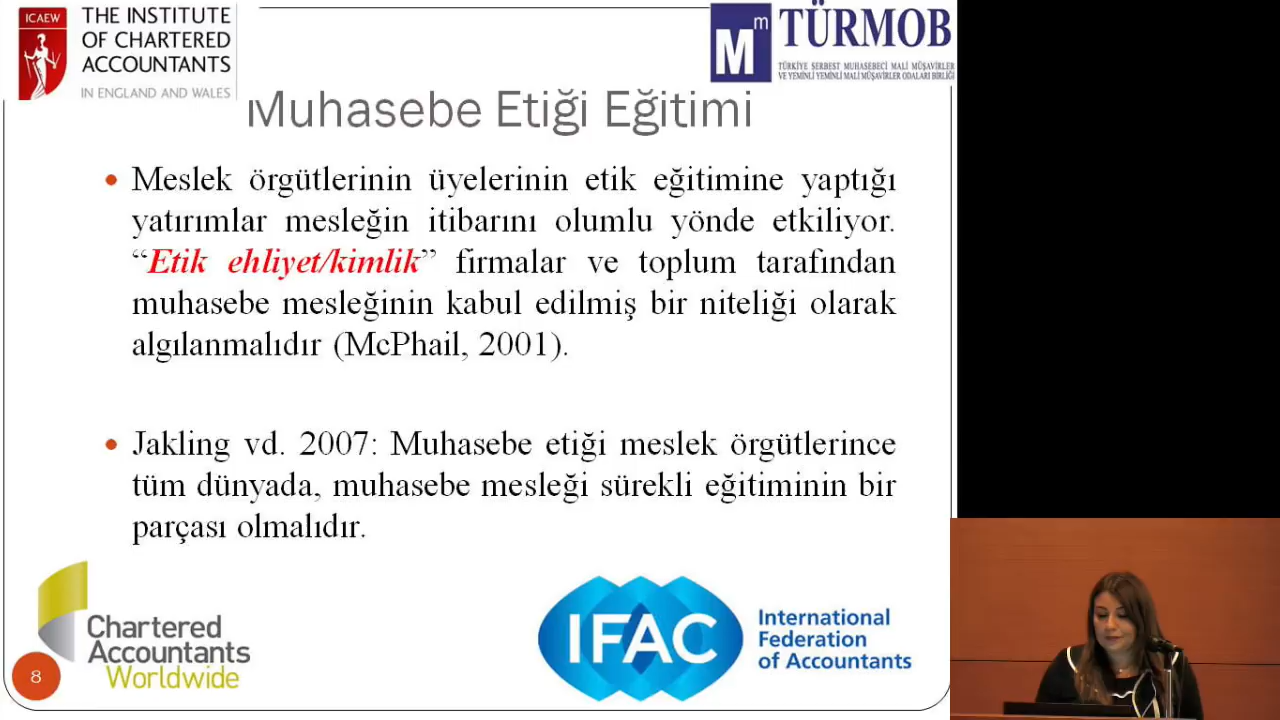 ICAEW
THE INSTITUTE
OF CHARTERED
ACCOUNTANTS
IN ENGLAND AND WALES
Mm
TÜRMOB
TÜRKİYE SERBEST MUHASEBECİ MALİ MÜŞAVİRLER
VE YEMİNLİ YEMİNLİ MALİ MÜŞAVİRLER ODALARI BİRLİĞİ
Muhasebe Etiği Eğitimi
• Meslek örgütlerinin üyelerinin etik eğitimine yaptığı
yatırımlar mesleğin itibarını olumlu yönde etkiliyor.
“Etik ehliyet/kimlik” firmalar ve toplum tarafından
muhasebe mesleğinin kabul edilmiş bir niteliği olarak
algılanmalıdır (McPhail, 2001).
• Jakling vd. 2007: Muhasebe etiği meslek örgütlerince
tüm dünyada, muhasebe mesleği sürekli eğitiminin bir
parçası olmalıdır.
Chartered
Accountants
Worldwide
IFAC
International
Federation
of Accountants
8